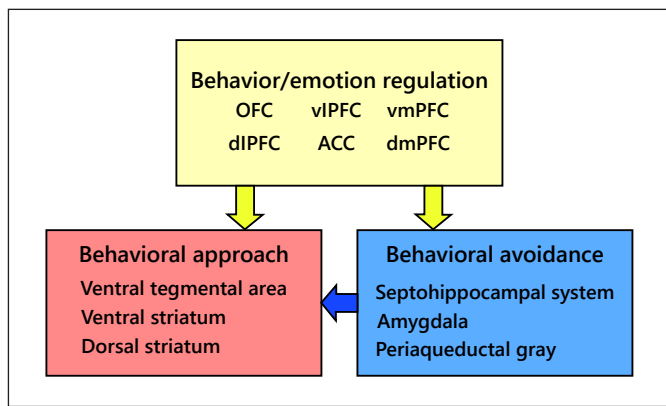 Behavior/emotion regulation
OFC vlPFC vmPFC
dlPFC ACC dmPFC
Behavioral approach
Ventral tegmental area
Ventral striatum
Dorsal striatum
Behavioral avoidance
Septohippocampal system
Amygdala
Periaqueductal gray